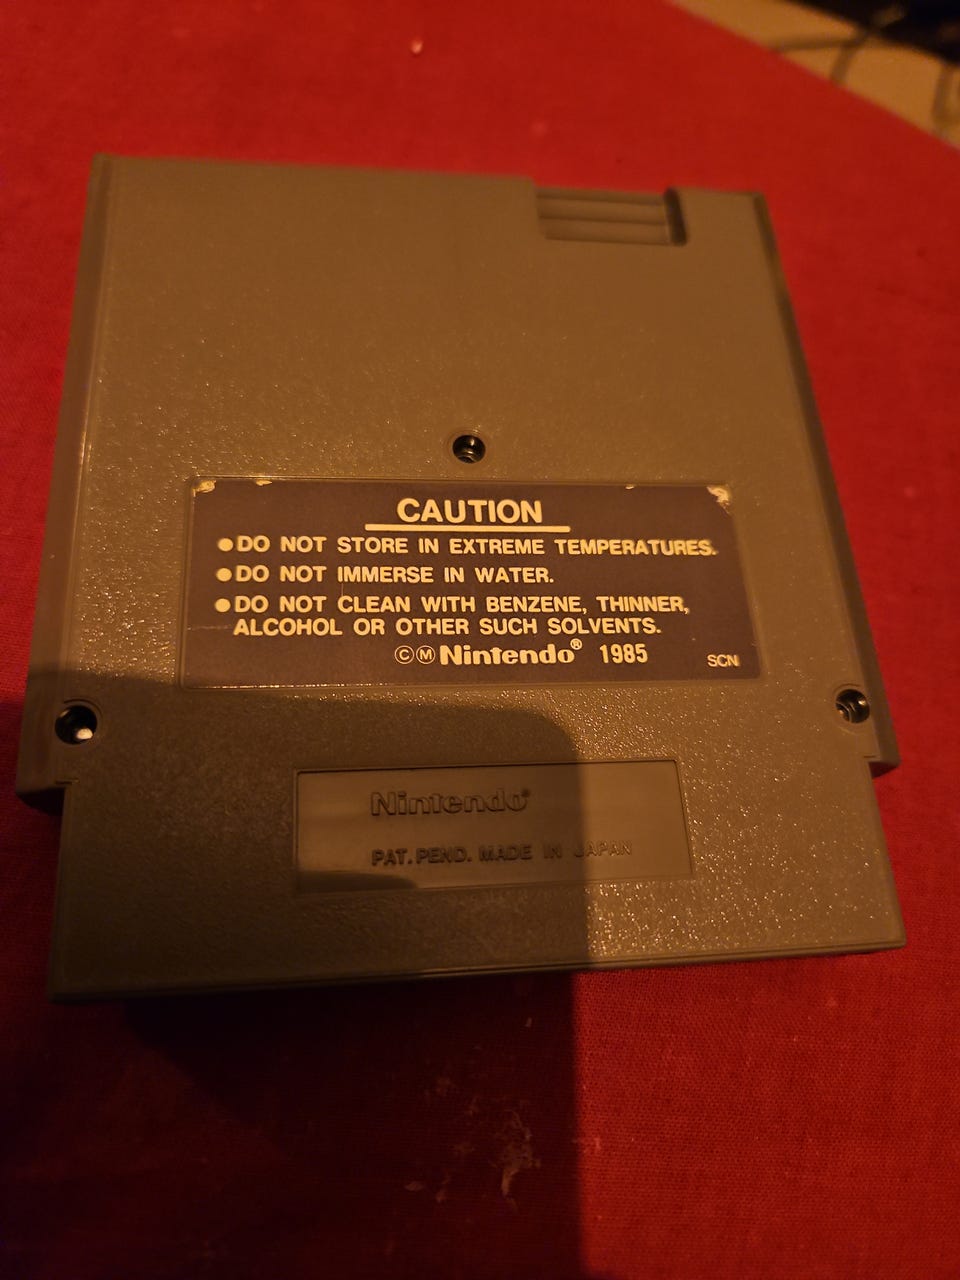 CAUTION
●DO NOT STORE IN EXTREME TEMPERATURES.
●DO NOT IMMERSE IN WATER.
●DO NOT CLEAN WITH BENZENE, THINNER,
ALCOHOL OR OTHER SUCH SOLVENTS.
©Ⓜ Nintendo® 1985 SCN
Nintendo®
PAT. PEND. MADE IN JAPAN